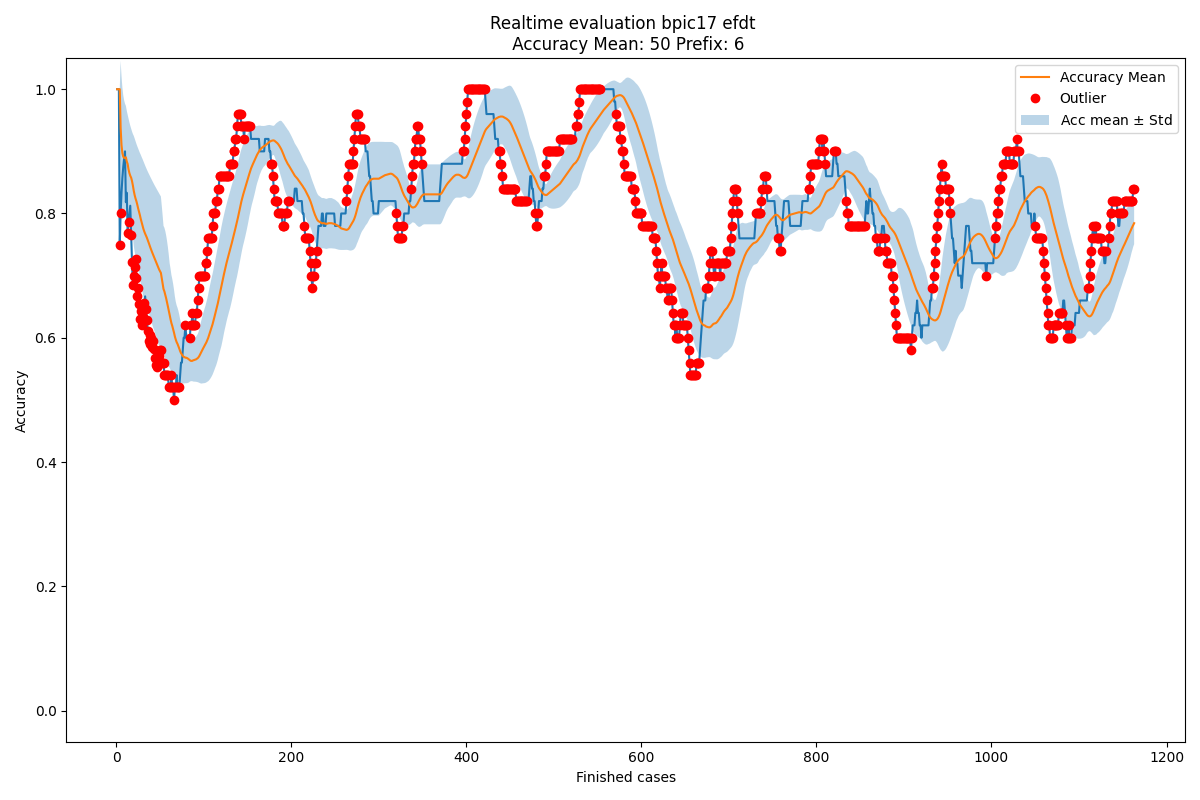 Realtime evaluation bpic17 efdt
Accuracy Mean: 50 Prefix: 6
Accuracy Mean
Outlier
Acc mean ± Std
1.0
0.8
0.6
0.4
0.2
0.0
Accuracy
0
200
400
600
800
1000
1200
Finished cases